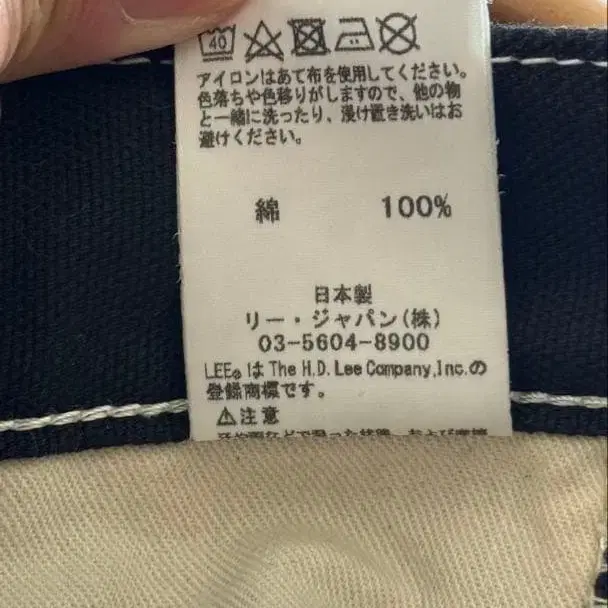 40
アイロンはあて布を使用してください。
色落ちや色移りがしますので、他の物
と一緒に洗ったり、浸け置き洗いはお
避けください。
綿 100%
日本製
リー・ジャパン(株)
03-5604-8900
LEE® は The H.D. Lee Company,Inc.の
登録商標です。
⚠注意